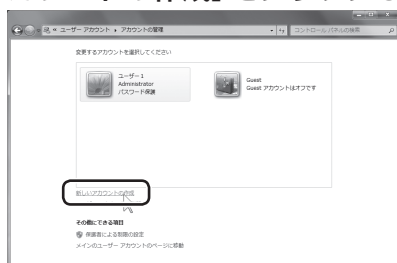 ユーザー アカウント ▸ アカウントの管理
コントロール パネルの検索
変更するアカウントを選択してください
ユーザー1
Administrator
パスワード保護
Guest
Guest アカウントはオフです
新しいアカウントの作成
その他にできる項目
保護者による制限の設定
メインのユーザー アカウントのページに移動